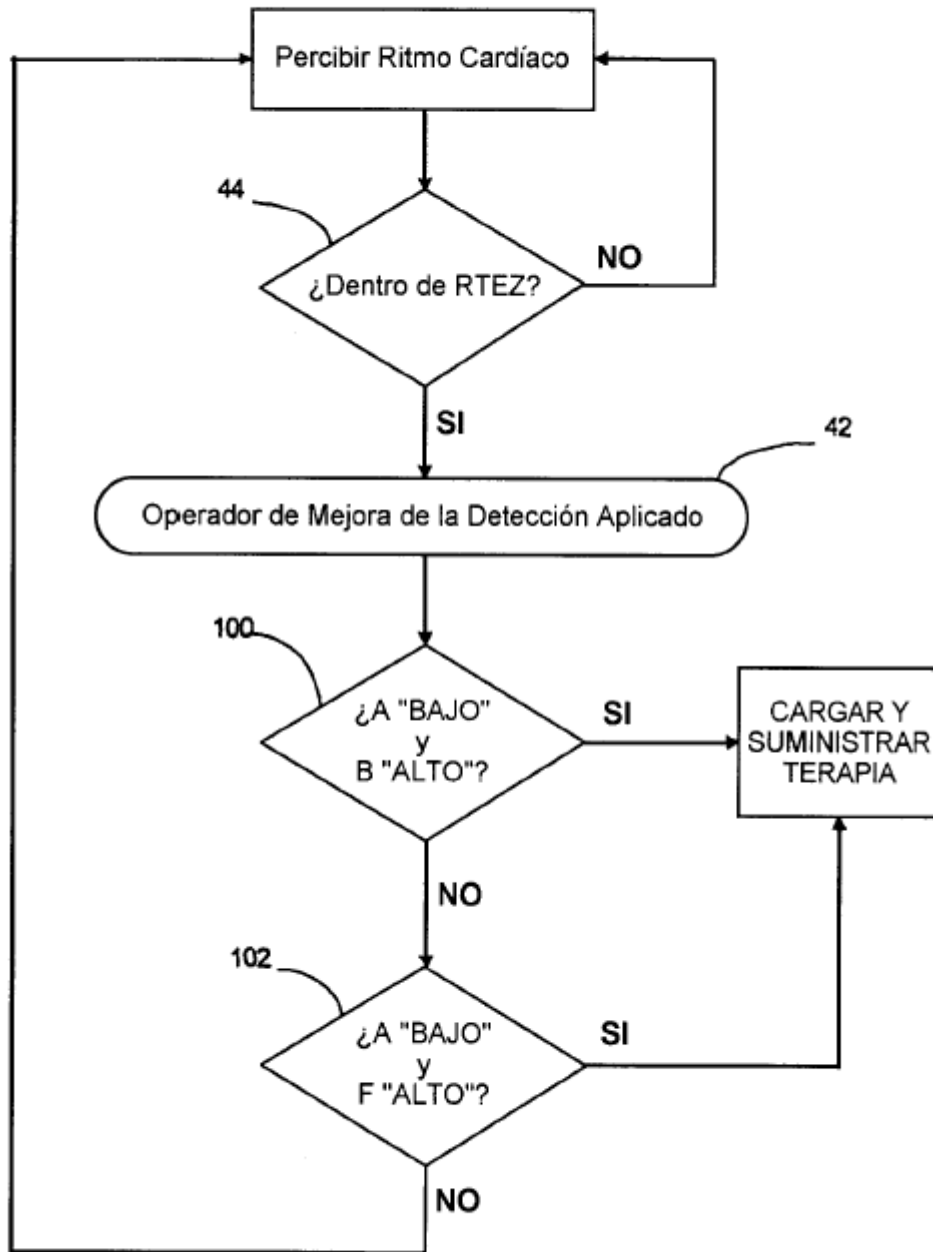 Percibir Ritmo Cardíaco
44
¿Dentro de RTEZ?
NO
SI
42
Operador de Mejora de la Detección Aplicado
100
¿A "BAJO"
y
B "ALTO"?
SI
CARGAR Y
SUMINISTRAR
TERAPIA
NO
102
¿A "BAJO"
y
F "ALTO"?
SI
NO